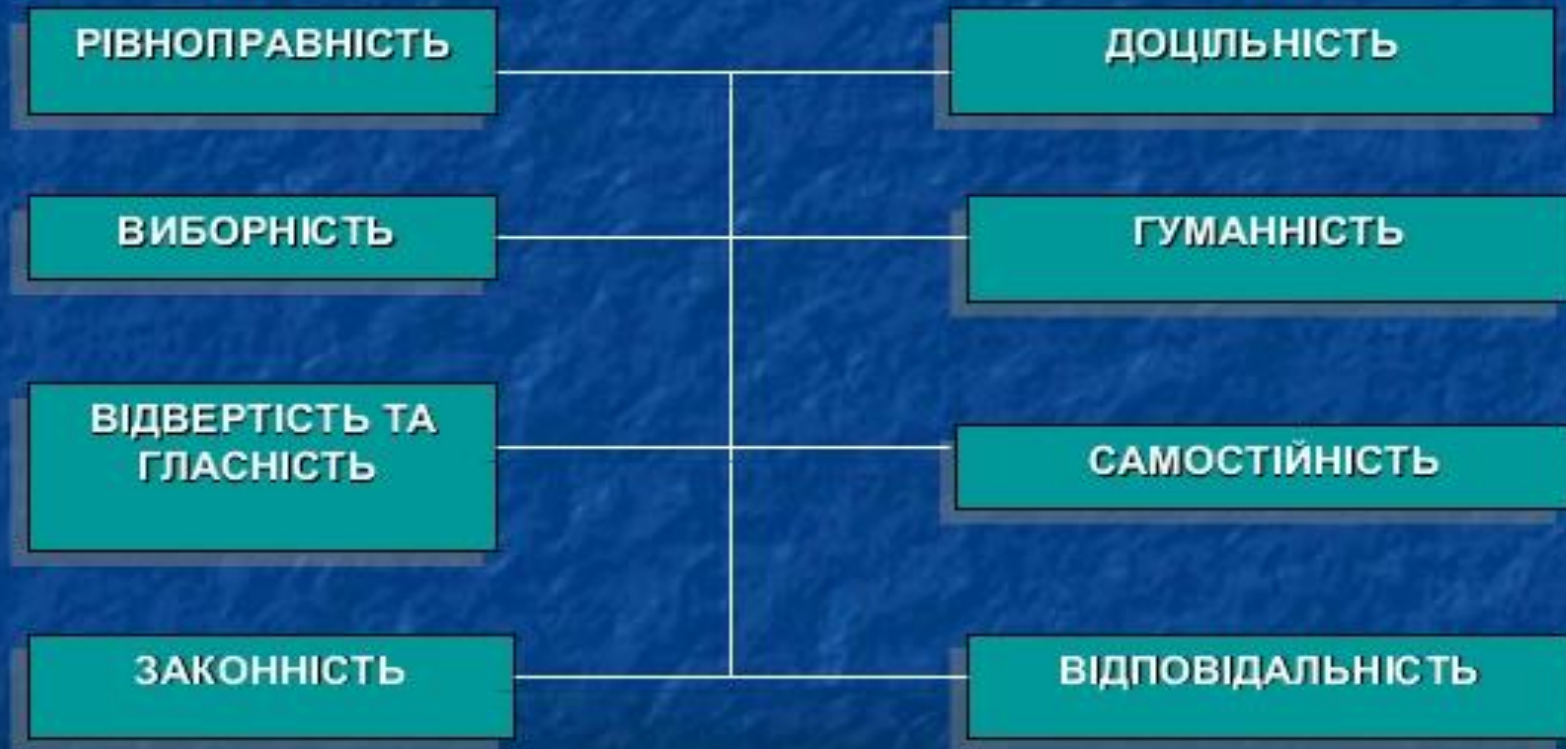 РІВНОПРАВНІСТЬ
ДОЦІЛЬНІСТЬ
ВИБОРНІСТЬ
ГУМАННІСТЬ
ВІДВЕРТІСТЬ ТА
ГЛАСНІСТЬ
САМОСТІЙНІСТЬ
ЗАКОННІСТЬ
ВІДПОВІДАЛЬНІСТЬ